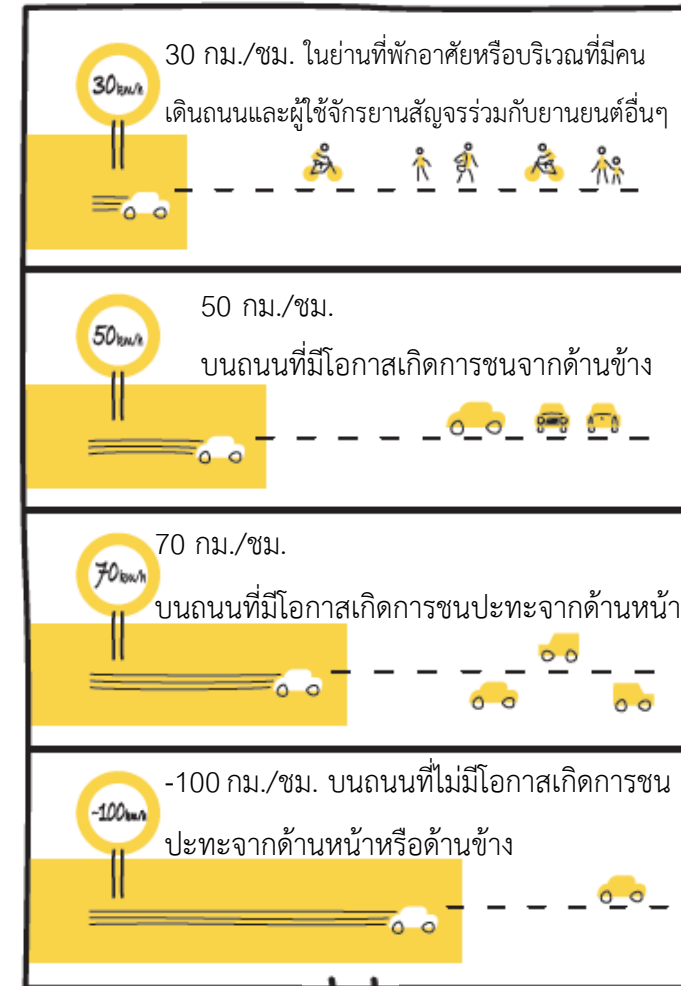 30 กม./ชม. ในย่านที่พักอาศัยหรือบริเวณที่มีคน
30km/h
เดินถนนและผู้ใช้จักรยานสัญจรร่วมกับยานยนต์อื่นๆ
50 กม./ชม.
50km/h
บนถนนที่มีโอกาสเกิดการชนจากด้านข้าง
70 กม./ชม.
70km/h
บนถนนที่มีโอกาสเกิดการชนปะทะจากด้านหน้า
-100 กม./ชม. บนถนนที่ไม่มีโอกาสเกิดการชน
-100km/h
ปะทะจากด้านหน้าหรือด้านข้าง